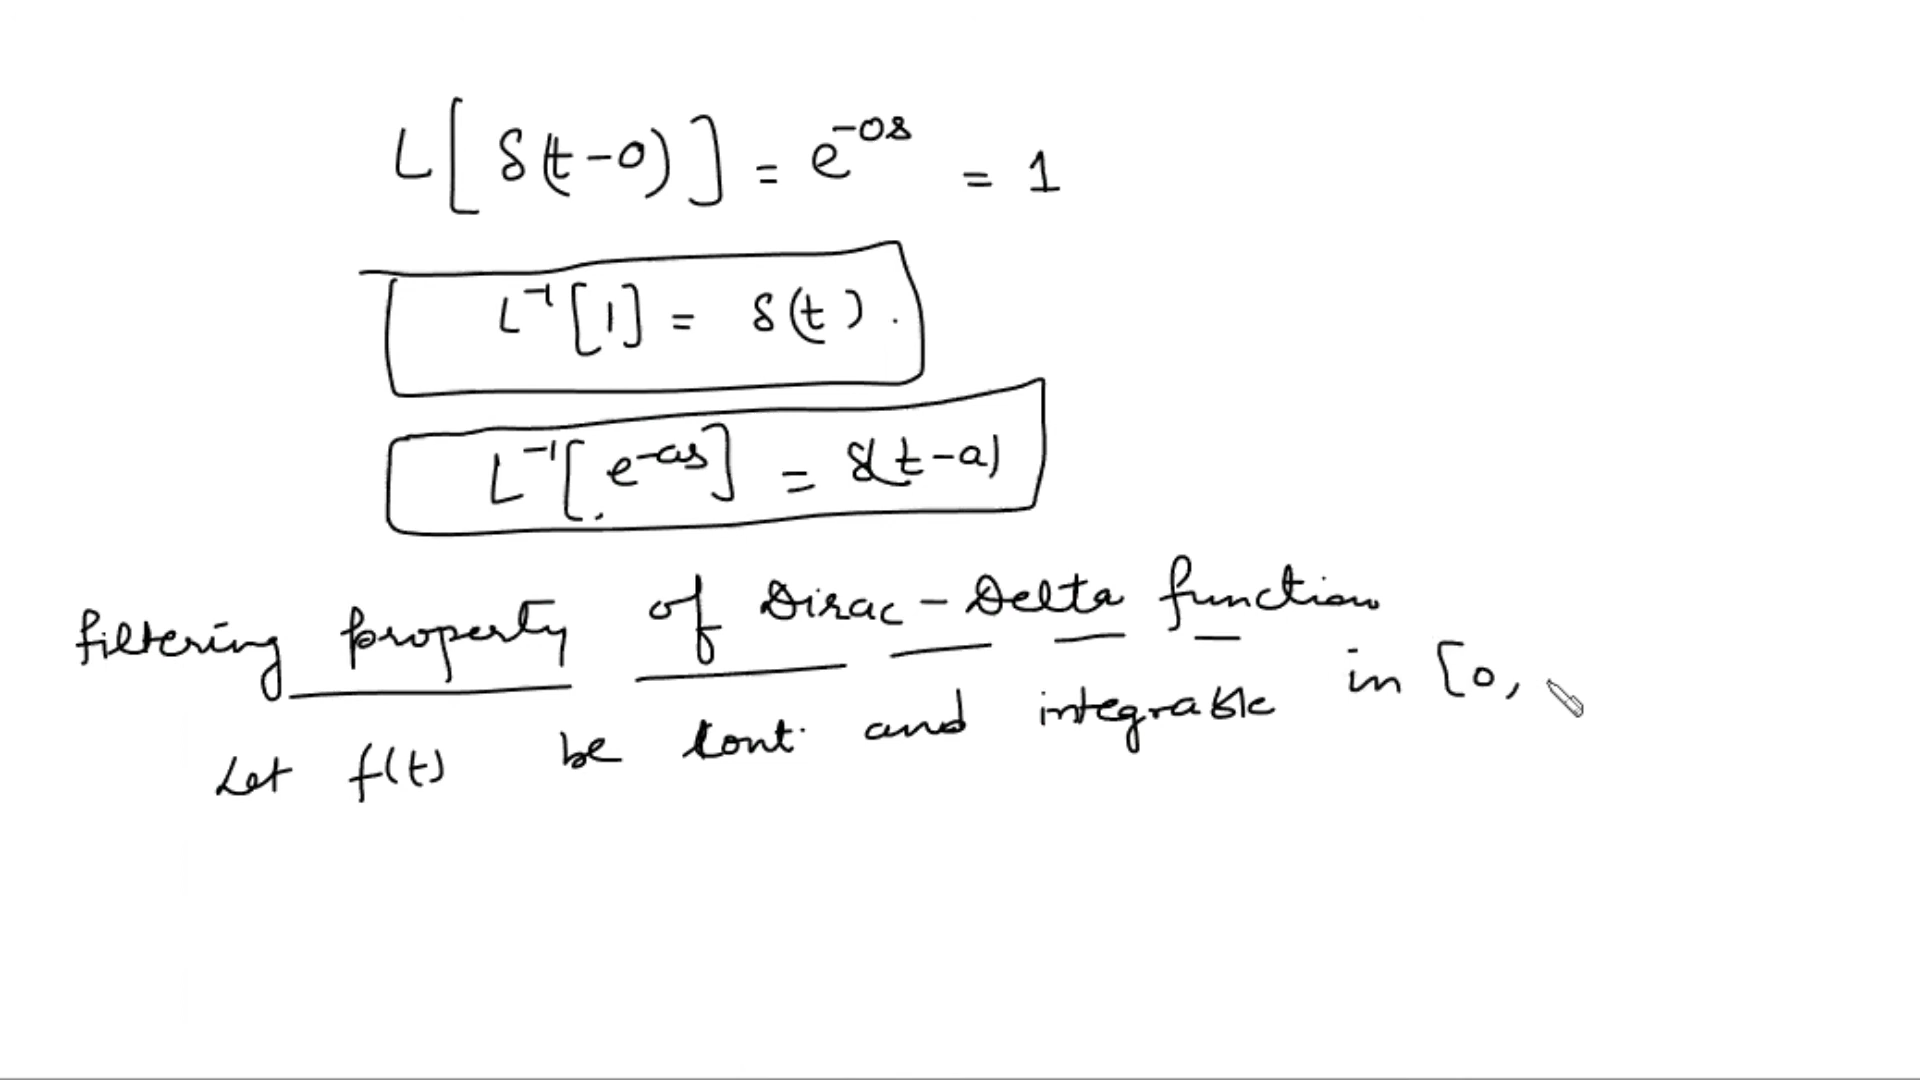 L[δ(t-0)] = e^{-0s} = 1
L^{-1}[1] = δ(t).
L^{-1}[e^{-as}] = δ(t-a)
filtering property of Dirac-Delta function
Let f(t) be cont. and integrable in [0,